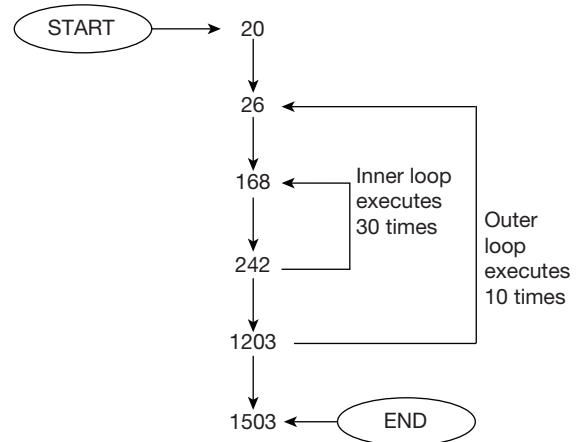 START
20
26
168
Inner loop
executes
30 times
Outer
loop
executes
10 times
242
1203
1503
END